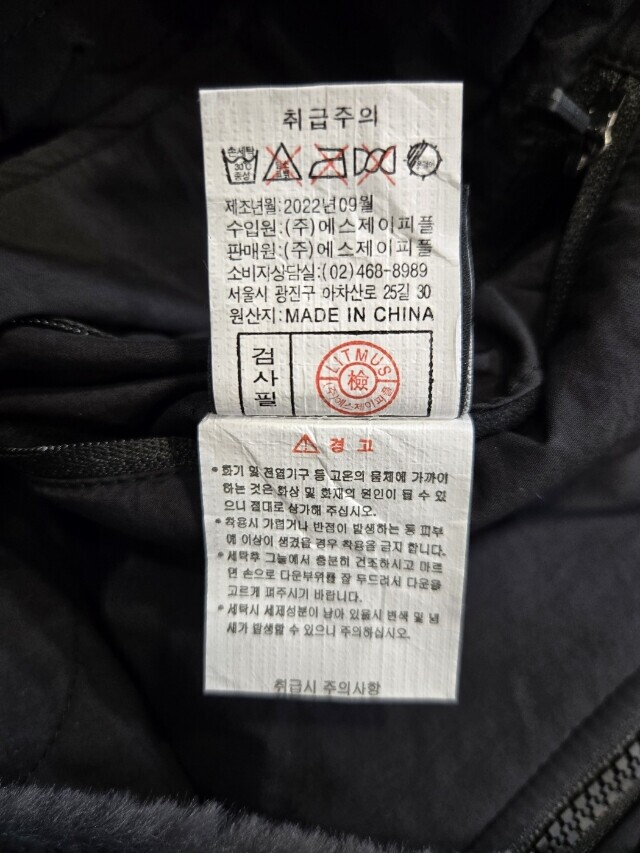 취급주의
손세탁
30℃
중성
염소
표백
드라이
제조년월:2022년09월
수입원:(주)에스제이피플
판매원:(주)에스제이피플
소비자상담실:(02)468-8989
서울시 광진구 아차산로 25길 30
원산지:MADE IN CHINA
검사필
LITMUS
檢
(주)에스제이피플
경고
•화기 및 전열기구 등 고온의 물체에 가까이
하는 것은 화상 및 화재의 원인이 될 수 있
으니 절대로 삼가해 주십시오.
•착용시 가렵거나 반점이 발생하는 등 피부
에 이상이 생겼을 경우 착용을 금지 합니다.
•세탁후 그늘에서 충분히 건조하시고 마르
면 손으로 다운부위를 잘 두드려서 다운을
고르게 펴주시기 바랍니다.
•세탁시 세제성분이 남아 있을시 변색 및 냄
새가 발생할 수 있으니 주의하십시오.
취급시 주의사항